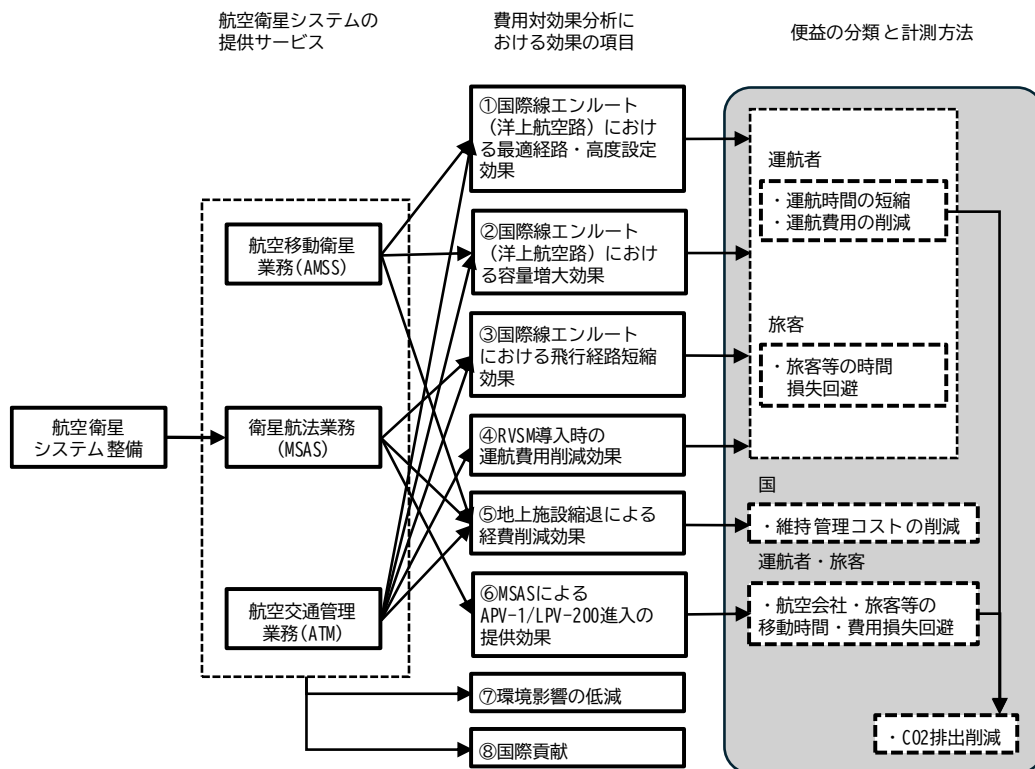 航空衛星システムの
提供サービス
費用対効果分析に
おける効果の項目
便益の分類と計測方法
航空衛星
システム整備
航空移動衛星
業務(AMSS)
衛星航法業務
(MSAS)
航空交通管理
業務(ATM)
①国際線エンルート
（洋上航空路）におけ
る最適経路・高度設定
効果
②国際線エンルート
（洋上航空路）におけ
る容量増大効果
③国際線エンルート
における飛行経路短縮
効果
④RVSM導入時の
運航費用削減効果
⑤地上施設縮退による
経費削減効果
⑥MSASによる
APV-1/LPV-200進入の
提供効果
⑦環境影響の低減
⑧国際貢献
運航者
・運航時間の短縮
・運航費用の削減
旅客
・旅客等の時間
損失回避
国
・維持管理コストの削減
運航者・旅客
・航空会社・旅客等の
移動時間・費用損失回避
・CO2排出削減